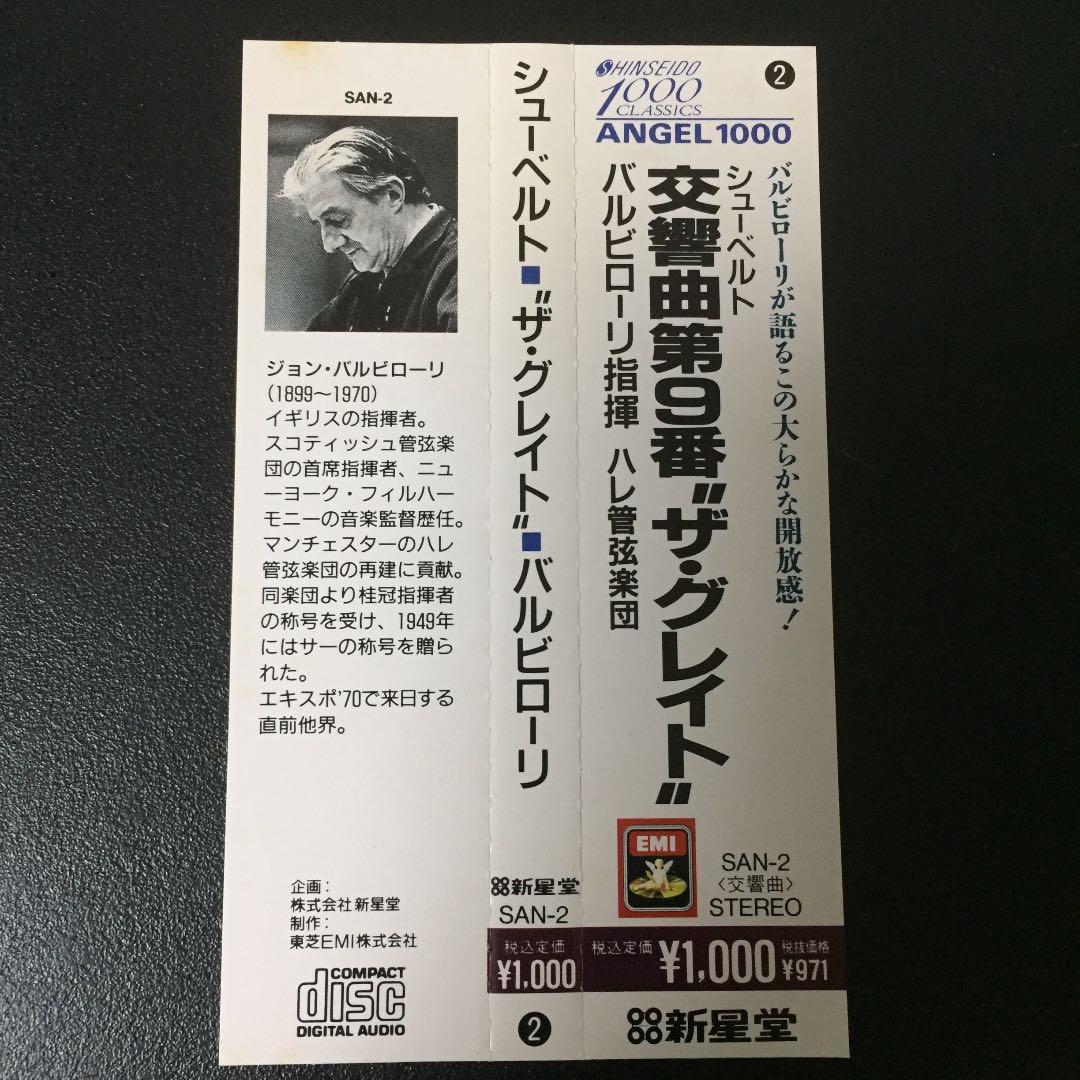 SAN-2
ジョン・バルビローリ
(1899〜1970)
イギリスの指揮者。
スコティッシュ管弦楽
団の首席指揮者、ニュ
ーヨーク・フィルハー
モニーの音楽監督歴任。
マンチェスターのハレ
管弦楽団の再建に貢献。
同楽団より桂冠指揮者
の称号を受け、1949年
にはサーの称号を贈ら
れた。
エキスポ'70で来日する
直前他界。
企画:
株式会社新星堂
制作:
東芝EMI株式会社
COMPACT
disc
DIGITAL AUDIO
シューベルト■〝ザ・グレイト〟■バルビローリ
新星堂
SAN-2
税込定価
¥1,000
2
SHINSEIDO
1000
CLASSICS
ANGEL 1000
2
バルビローリが語るこの大らかな開放感!
シューベルト
交響曲第9番〝ザ・グレイト〟
バルビローリ指揮 ハレ管弦楽団
EMI
SAN-2
〈交響曲〉
STEREO
税込定価 ¥1,000 税抜価格 ¥971
新星堂